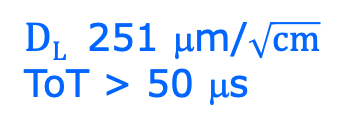 D_L 251 μm/√cm
ToT > 50 μs